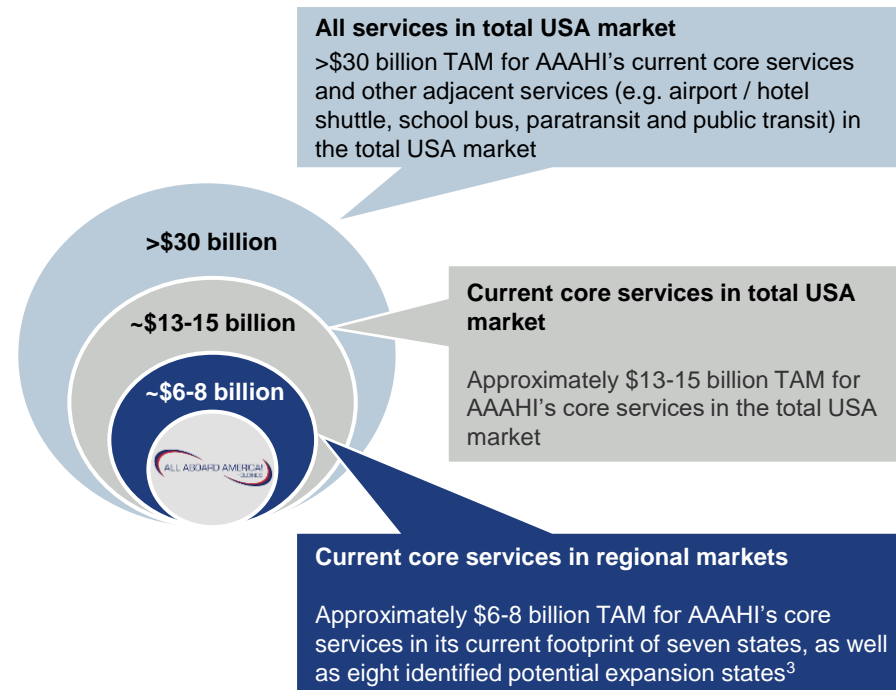 All services in total USA market
>$30 billion TAM for AAAHI’s current core services
and other adjacent services (e.g. airport / hotel
shuttle, school bus, paratransit and public transit) in
the total USA market
>$30 billion
~$13-15 billion
~$6-8 billion
ALL ABOARD AMERICA!
HOLDINGS
Current core services in total USA
market
Approximately $13-15 billion TAM for
AAAHI’s core services in the total USA
market
Current core services in regional markets
Approximately $6-8 billion TAM for AAAHI’s core
services in its current footprint of seven states, as well
as eight identified potential expansion states³